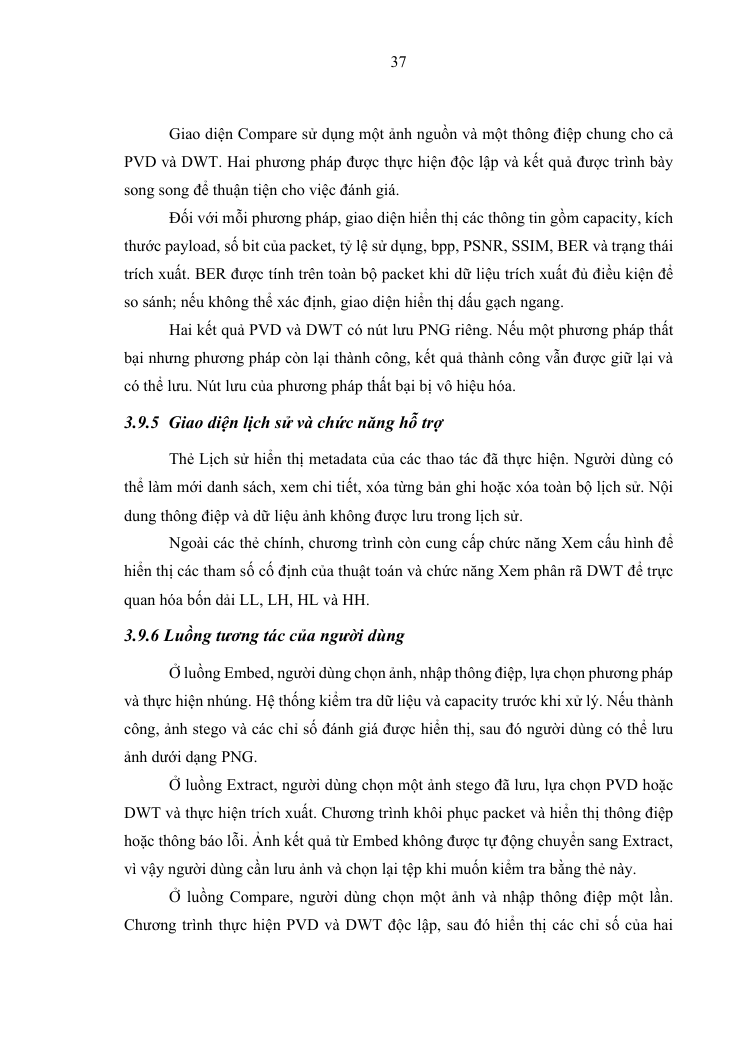 37
Giao diện Compare sử dụng một ảnh nguồn và một thông điệp chung cho cả
PVD và DWT. Hai phương pháp được thực hiện độc lập và kết quả được trình bày
song song để thuận tiện cho việc đánh giá.
Đối với mỗi phương pháp, giao diện hiển thị các thông tin gồm capacity, kích
thước payload, số bit của packet, tỷ lệ sử dụng, bpp, PSNR, SSIM, BER và trạng thái
trích xuất. BER được tính trên toàn bộ packet khi dữ liệu trích xuất đủ điều kiện để
so sánh; nếu không thể xác định, giao diện hiển thị dấu gạch ngang.
Hai kết quả PVD và DWT có nút lưu PNG riêng. Nếu một phương pháp thất
bại nhưng phương pháp còn lại thành công, kết quả thành công vẫn được giữ lại và
có thể lưu. Nút lưu của phương pháp thất bại bị vô hiệu hóa.
3.9.5 Giao diện lịch sử và chức năng hỗ trợ
Thẻ Lịch sử hiển thị metadata của các thao tác đã thực hiện. Người dùng có
thể làm mới danh sách, xem chi tiết, xóa từng bản ghi hoặc xóa toàn bộ lịch sử. Nội
dung thông điệp và dữ liệu ảnh không được lưu trong lịch sử.
Ngoài các thẻ chính, chương trình còn cung cấp chức năng Xem cấu hình để
hiển thị các tham số cố định của thuật toán và chức năng Xem phân rã DWT để trực
quan hóa bốn dải LL, LH, HL và HH.
3.9.6 Luồng tương tác của người dùng
Ở luồng Embed, người dùng chọn ảnh, nhập thông điệp, lựa chọn phương pháp
và thực hiện nhúng. Hệ thống kiểm tra dữ liệu và capacity trước khi xử lý. Nếu thành
công, ảnh stego và các chỉ số đánh giá được hiển thị, sau đó người dùng có thể lưu
ảnh dưới dạng PNG.
Ở luồng Extract, người dùng chọn một ảnh stego đã lưu, lựa chọn PVD hoặc
DWT và thực hiện trích xuất. Chương trình khôi phục packet và hiển thị thông điệp
hoặc thông báo lỗi. Ảnh kết quả từ Embed không được tự động chuyển sang Extract,
vì vậy người dùng cần lưu ảnh và chọn lại tệp khi muốn kiểm tra bằng thẻ này.
Ở luồng Compare, người dùng chọn một ảnh và nhập thông điệp một lần.
Chương trình thực hiện PVD và DWT độc lập, sau đó hiển thị các chỉ số của hai